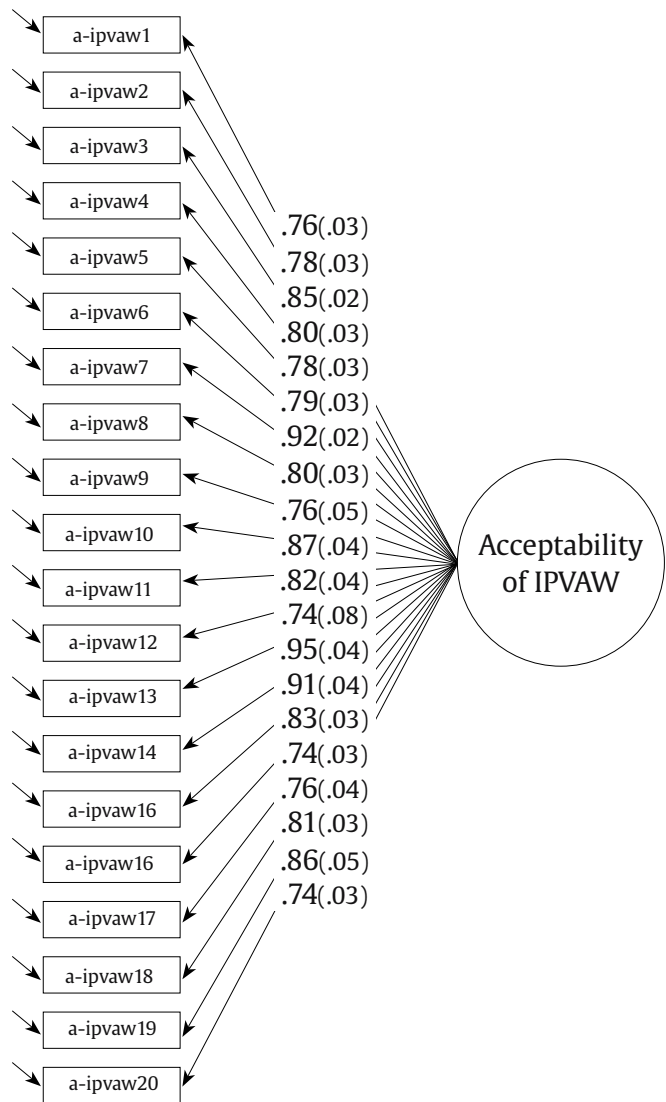 a-ipvaw1
a-ipvaw2
a-ipvaw3
a-ipvaw4
a-ipvaw5
a-ipvaw6
a-ipvaw7
a-ipvaw8
a-ipvaw9
a-ipvaw10
a-ipvaw11
a-ipvaw12
a-ipvaw13
a-ipvaw14
a-ipvaw16
a-ipvaw16
a-ipvaw17
a-ipvaw18
a-ipvaw19
a-ipvaw20
.76(.03)
.78(.03)
.85(.02)
.80(.03)
.78(.03)
.79(.03)
.92(.02)
.80(.03)
.76(.05)
.87(.04)
.82(.04)
.74(.08)
.95(.04)
.91(.04)
.83(.03)
.74(.03)
.76(.04)
.81(.03)
.86(.05)
.74(.03)
Acceptability
of IPVAW